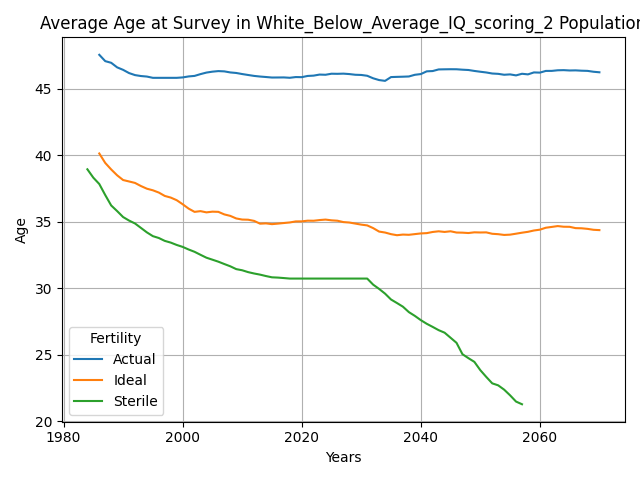 Average Age at Survey in White_Below_Average_IQ_scoring_2 Population
Age
45
40
35
30
25
20
Fertility
Actual
Ideal
Sterile
1980
2000
2020
2040
2060
Years